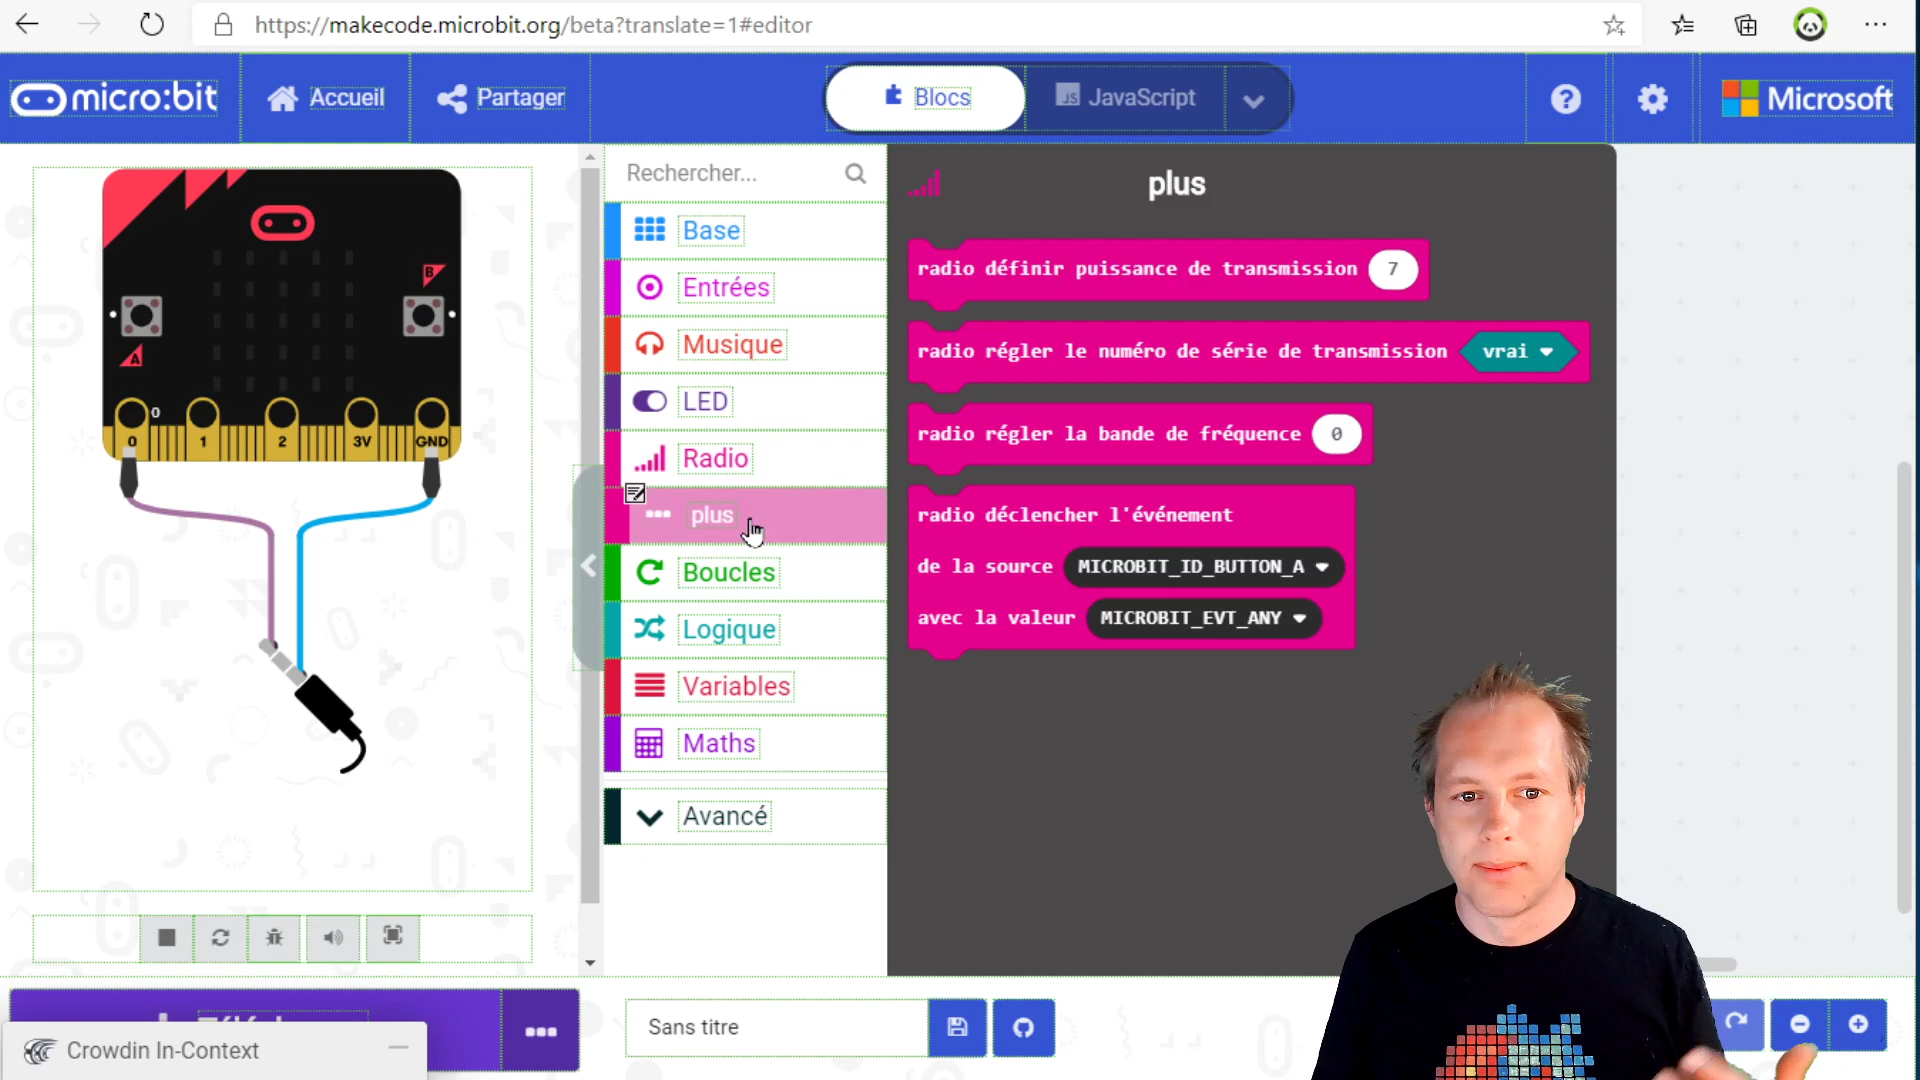 https://makecode.microbit.org/beta?translate=1#editor
micro:bit
Accueil
Partager
Blocs
JS JavaScript
Microsoft
Rechercher...
Base
Entrées
Musique
LED
Radio
plus
Boucles
Logique
Variables
Maths
Avancé
plus
radio définir puissance de transmission 7
radio régler le numéro de série de transmission vrai
radio régler la bande de fréquence 0
radio déclencher l'événement
de la source MICROBIT_ID_BUTTON_A
avec la valeur MICROBIT_EVT_ANY
B
A
0
0 1 2 3V GND
Sans titre
Crowdin In-Context